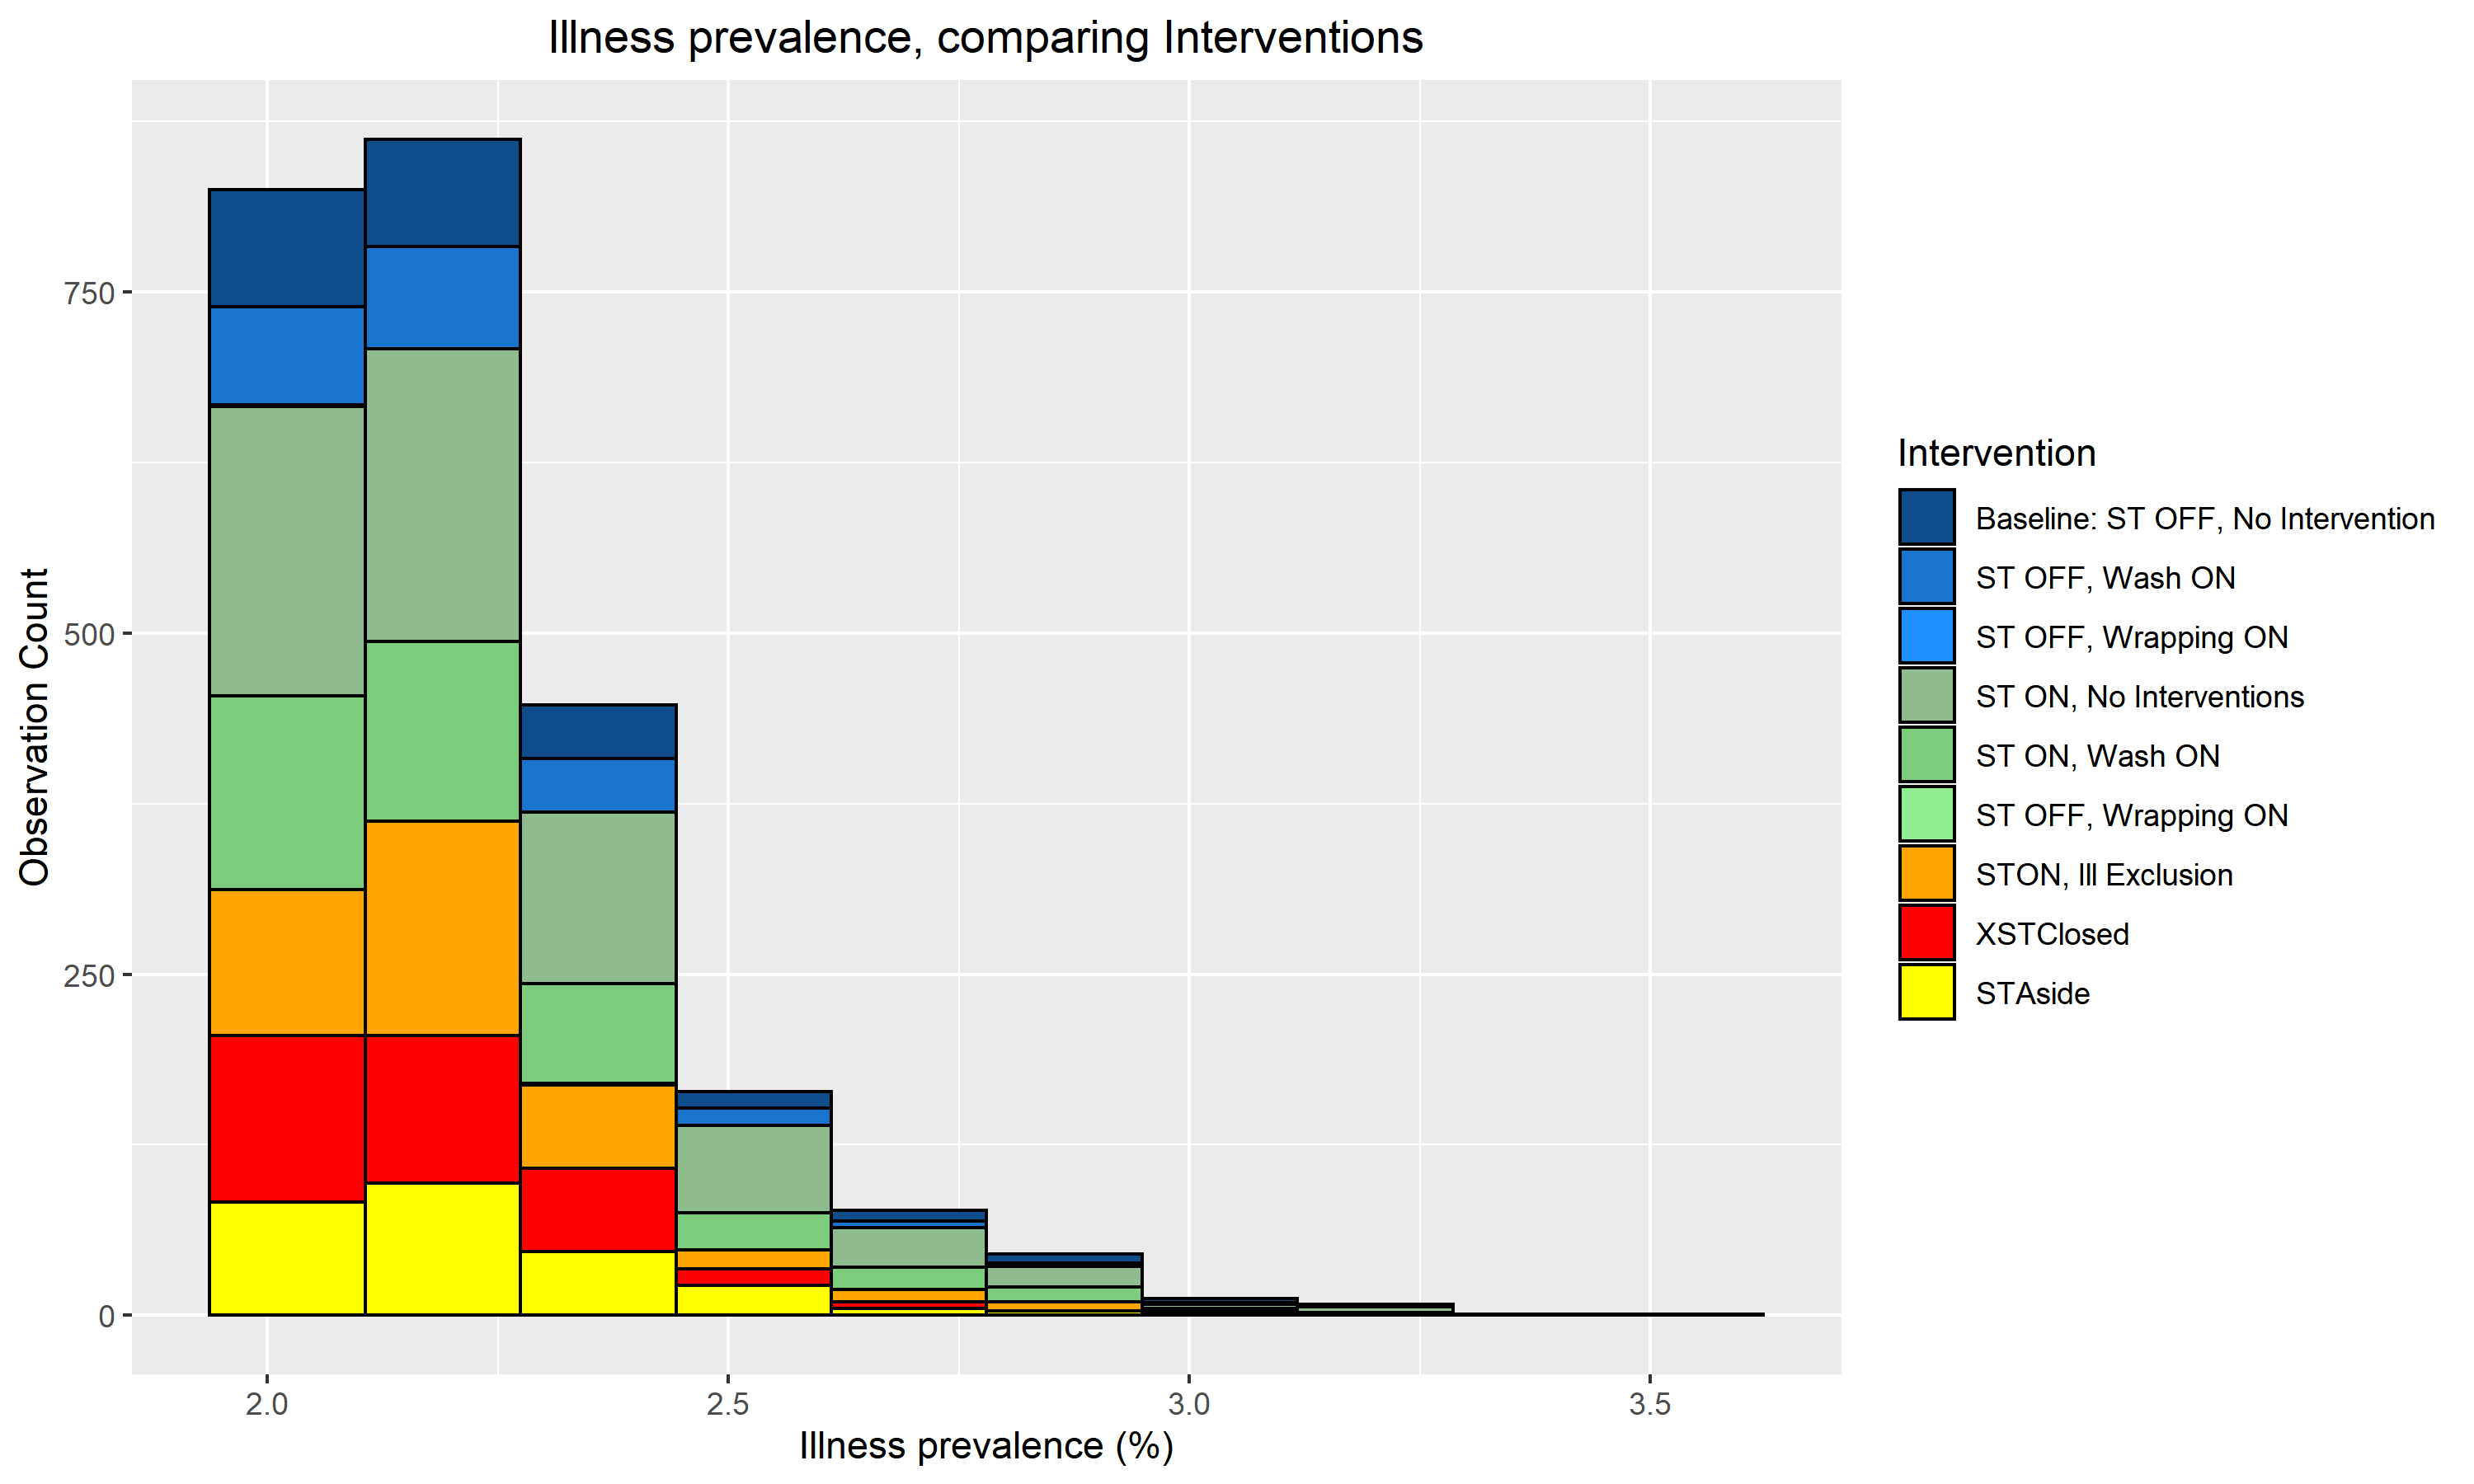 Illness prevalence, comparing Interventions
Observation Count
750
500
250
0
2.0
2.5
3.0
3.5
Illness prevalence (%)
Intervention
Baseline: ST OFF, No Intervention
ST OFF, Wash ON
ST OFF, Wrapping ON
ST ON, No Interventions
ST ON, Wash ON
ST OFF, Wrapping ON
STON, Ill Exclusion
XSTClosed
STAside